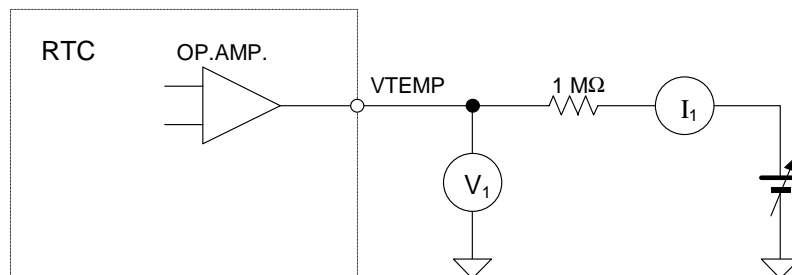 RTC
OP.AMP.
VTEMP
1 MΩ
I₁
V₁